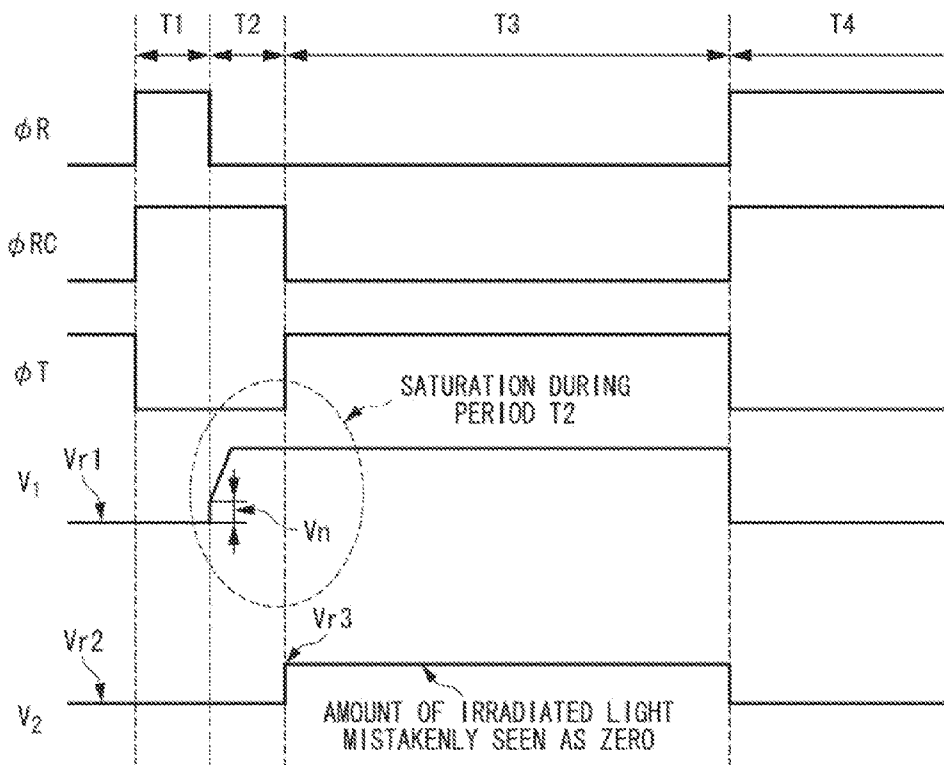 T1 T2 T3 T4
ϕR
ϕRC
ϕT
SATURATION DURING
PERIOD T2
Vr1
V1
Vn
Vr3
Vr2
V2
AMOUNT OF IRRADIATED LIGHT
MISTAKENLY SEEN AS ZERO